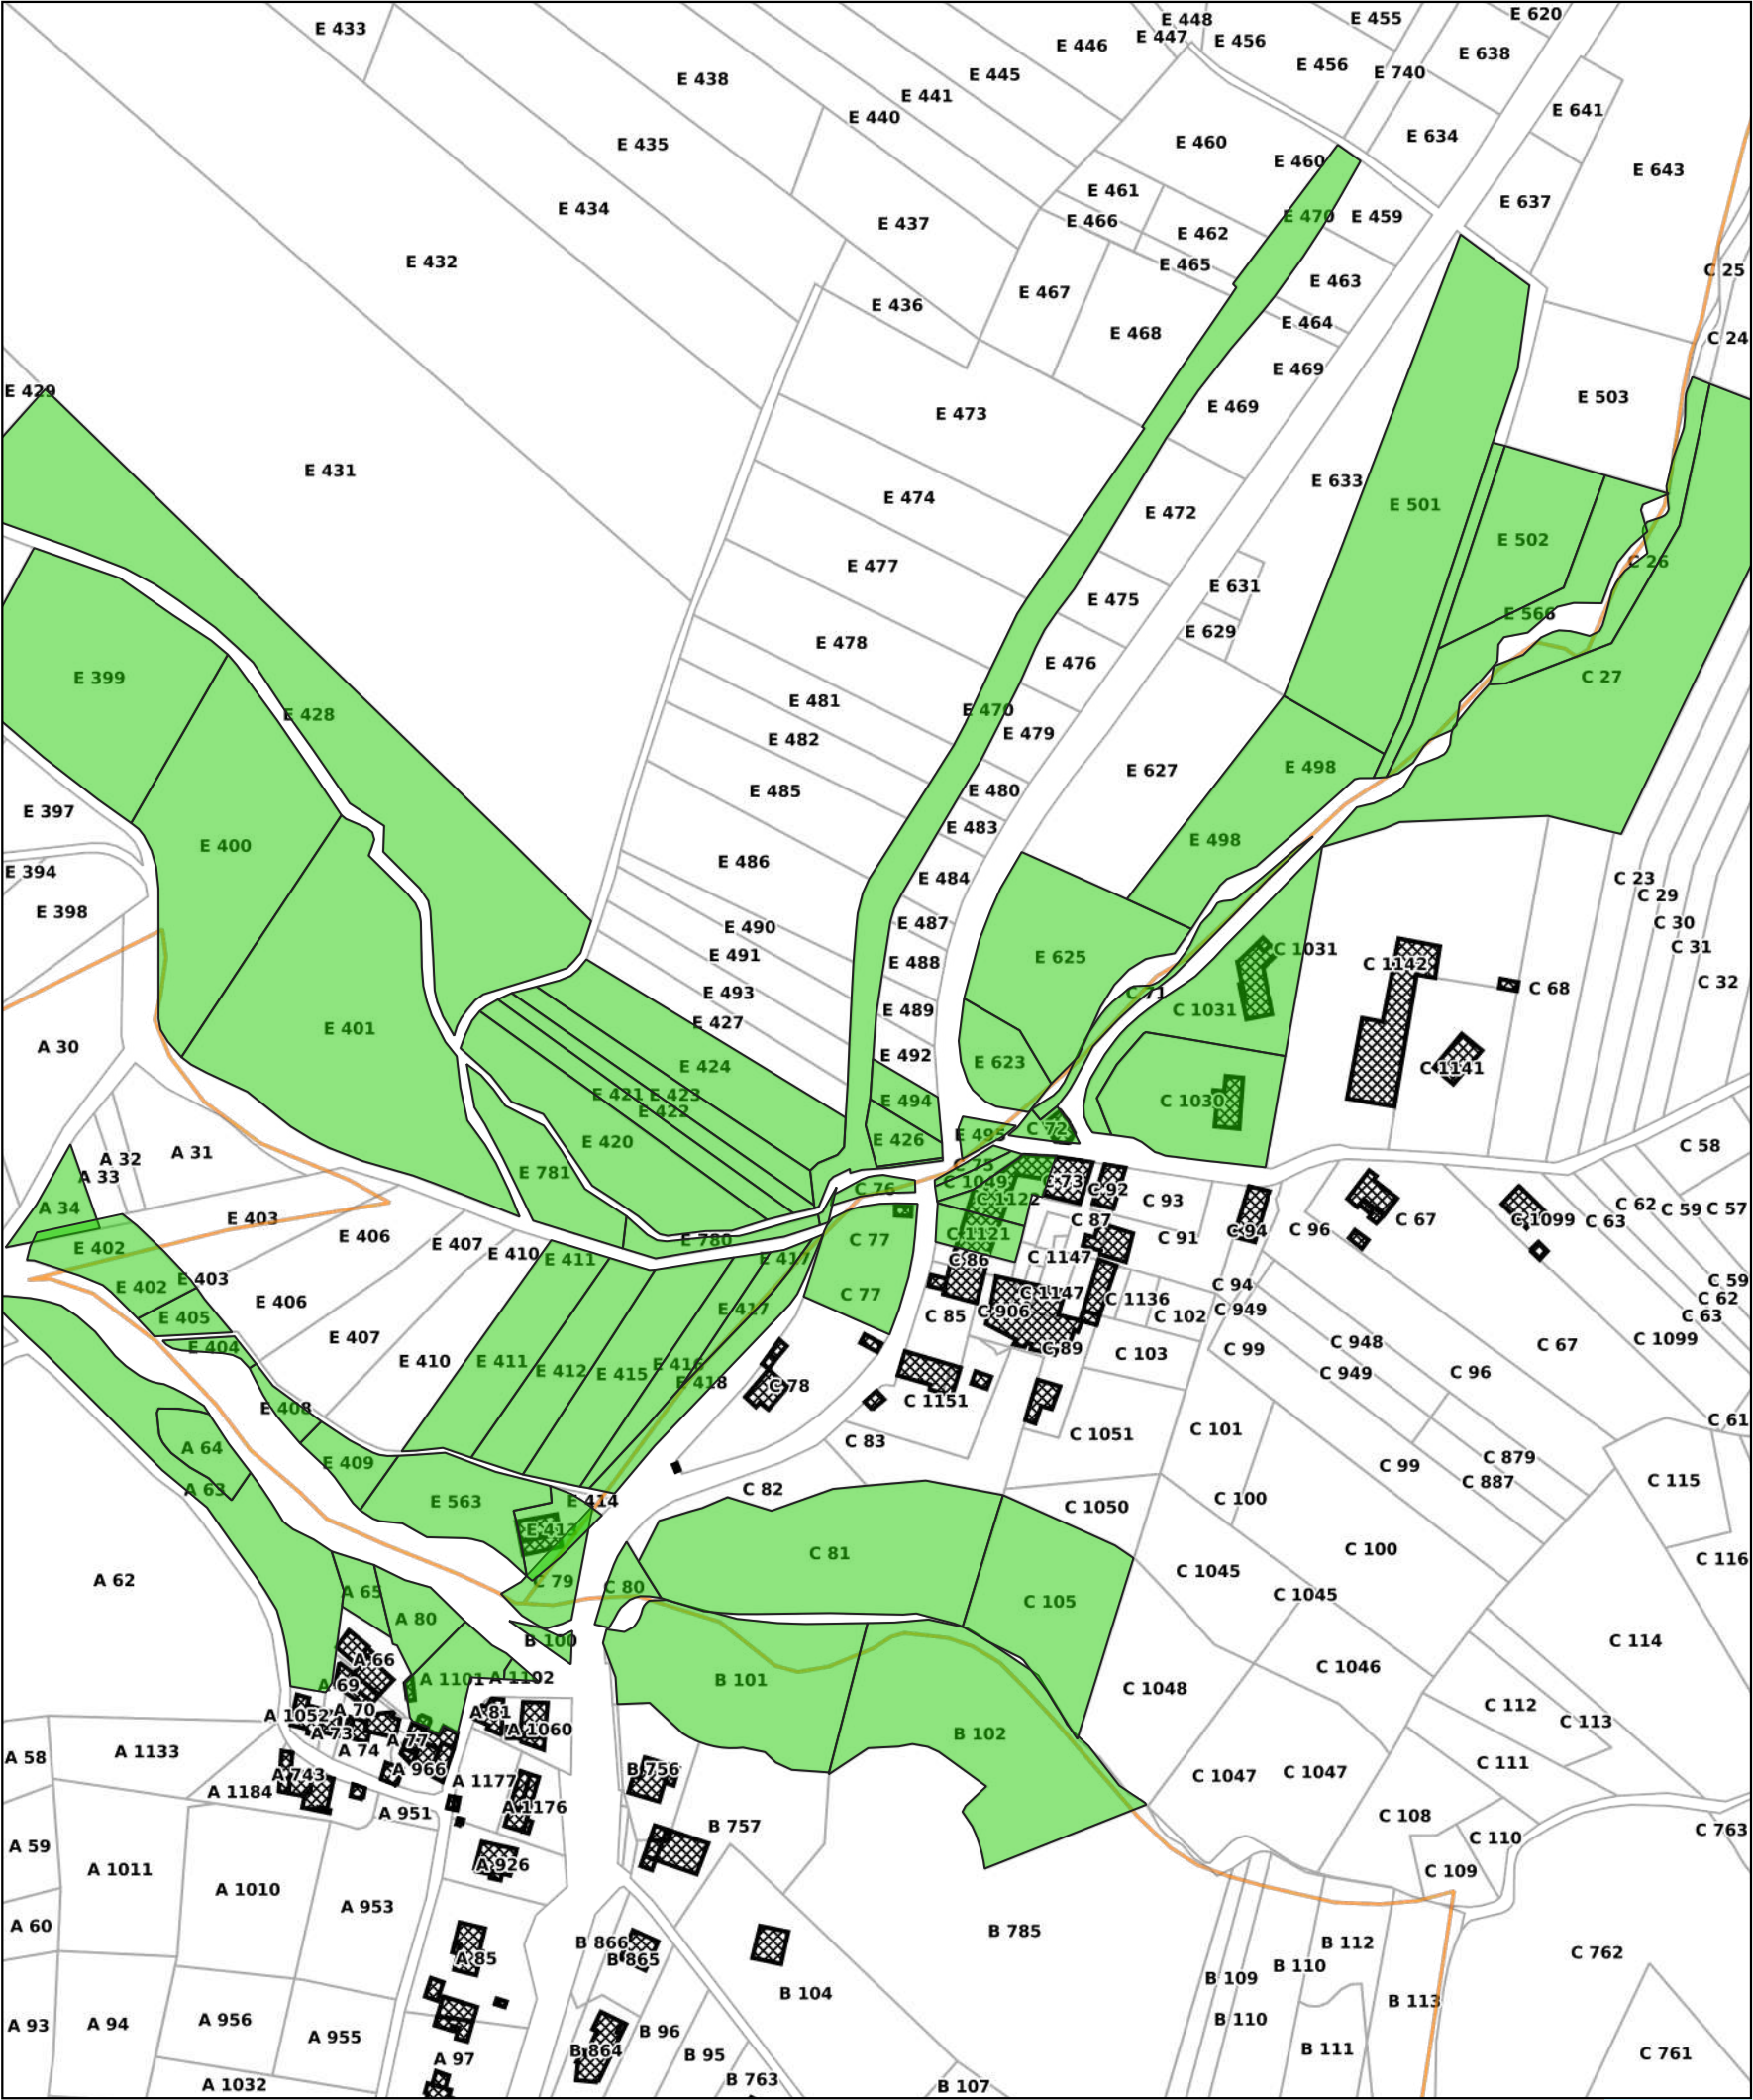 E 433
E 448
E 455
E 620
E 446
E 447
E 456
E 638
E 438
E 445
E 456
E 740
E 441
E 440
E 641
E 435
E 460
E 460
E 634
E 643
E 461
E 434
E 466
E 470
E 459
E 637
E 437
E 462
E 432
E 465
C 25
E 436
E 467
E 463
E 468
E 464
C 24
E 469
E 429
E 503
E 473
E 469
E 431
E 633
E 474
E 501
E 472
E 502
C 26
E 477
E 631
E 475
E 566
E 478
E 629
E 476
E 399
C 27
E 481
E 428
E 470
E 479
E 482
E 627
E 498
E 485
E 480
E 397
E 483
E 498
E 400
E 486
E 394
E 484
C 23
C 29
E 398
E 490
E 487
C 30
C 31
E 491
E 625
C 1031
E 488
C 1142
E 493
C 71
C 68
C 32
E 427
E 489
C 1031
E 401
A 30
E 492
E 623
E 424
C 1141
E 421
E 423
E 422
E 494
C 1030
E 420
E 426
E 495
C 72
C 58
A 31
A 32
A 33
E 781
C 75
C 76
C 1049
C 73
C 92
C 93
A 34
C 1122
C 62
C 59
C 57
E 403
C 87
C 67
C 1099
C 63
E 406
E 407
E 780
C 77
C 1121
C 91
C 94
C 96
E 402
E 410
E 411
E 417
C 86
C 1147
E 402
E 403
C 77
C 1147
C 94
C 59
E 406
E 417
C 1136
C 62
E 405
C 85
C 906
C 102
C 949
C 63
E 407
E 404
C 89
C 103
C 99
C 948
C 67
C 1099
E 410
E 411
E 412
E 415
E 416
E 418
C 78
C 949
C 96
C 1151
E 408
C 61
A 64
C 83
C 1051
C 101
E 409
C 99
C 879
C 887
C 115
A 63
C 82
E 563
E 414
C 1050
C 100
E 413
C 81
C 100
C 116
A 62
A 65
C 79
C 80
C 1045
C 105
C 1045
A 80
B 100
C 114
A 66
A 69
A 1101
A 1102
B 101
C 1046
C 1048
A 1052
A 70
A 81
C 112
A 73
A 77
A 1060
B 102
C 113
A 58
A 1133
A 74
A 743
A 966
B 756
C 111
A 1184
A 1177
C 1047
C 1047
A 951
A 1176
B 757
C 108
C 763
A 59
C 110
A 1011
A 926
C 109
A 1010
A 953
A 60
B 785
B 866
B 112
C 762
A 85
B 865
B 110
B 109
B 104
B 113
A 93
A 94
A 956
B 110
A 955
B 96
B 864
B 111
A 97
B 95
C 761
A 1032
B 763
B 107